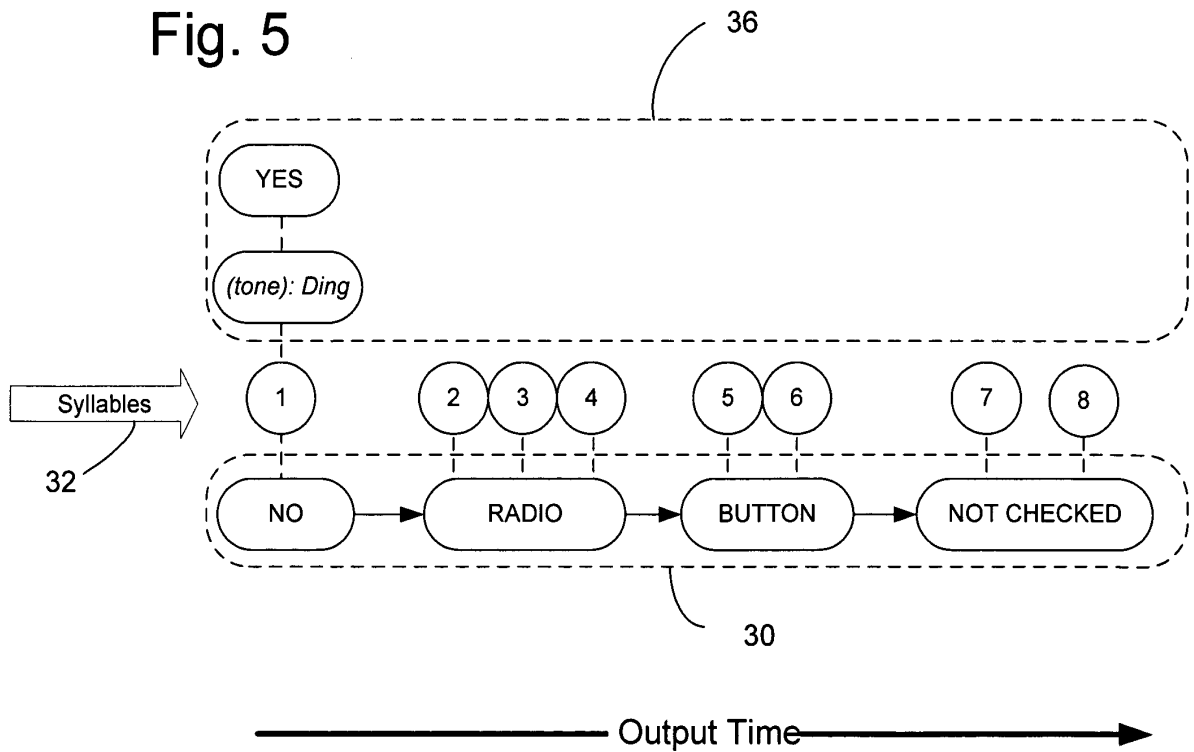 Fig. 5
36
YES
(tone): Ding
Syllables
32
1 2 3 4 5 6 7 8
NO RADIO BUTTON NOT CHECKED
30
Output Time